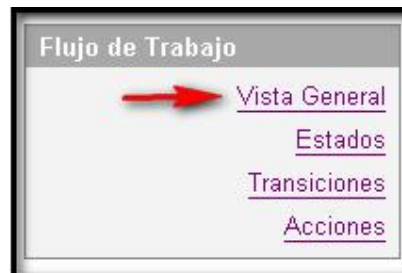 Flujo de Trabajo
Vista General
Estados
Transiciones
Acciones